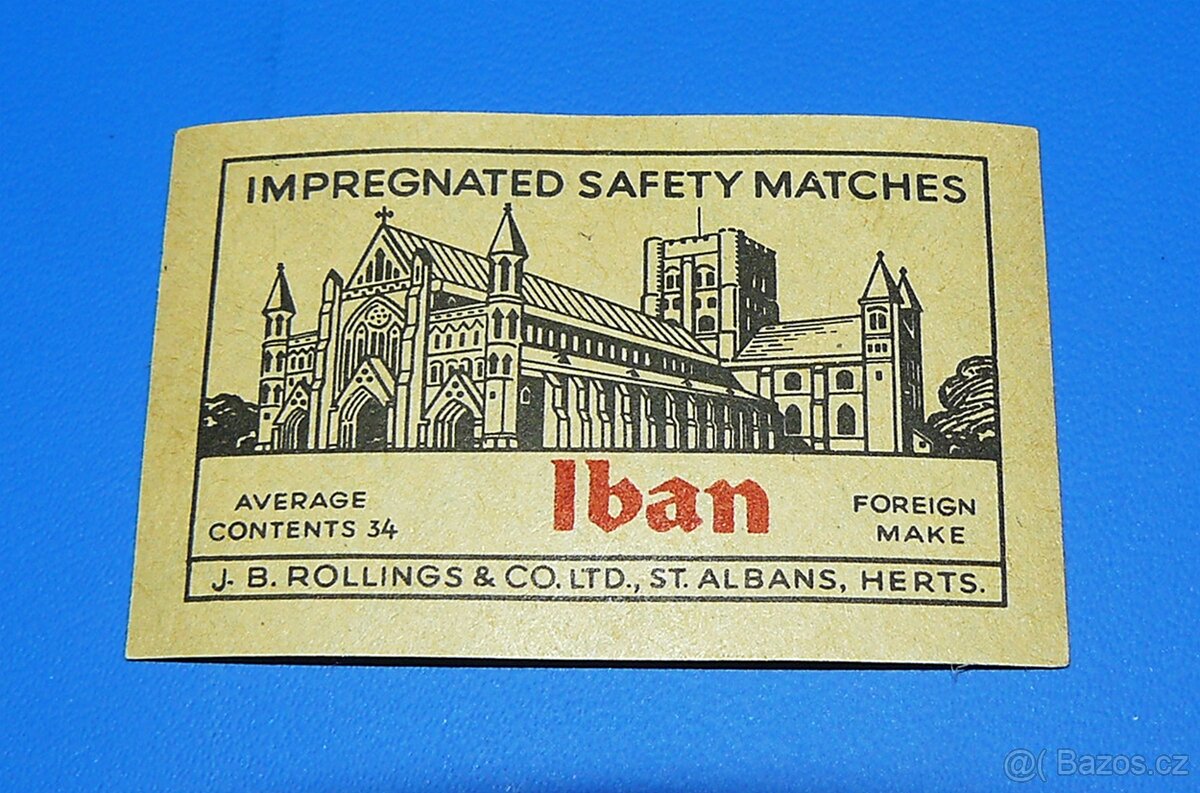 IMPREGNATED SAFETY MATCHES
AVERAGE
CONTENTS 34
Iban
FOREIGN
MAKE
J. B. ROLLINGS & CO. LTD., ST. ALBANS, HERTS.
@( Bazos.cz